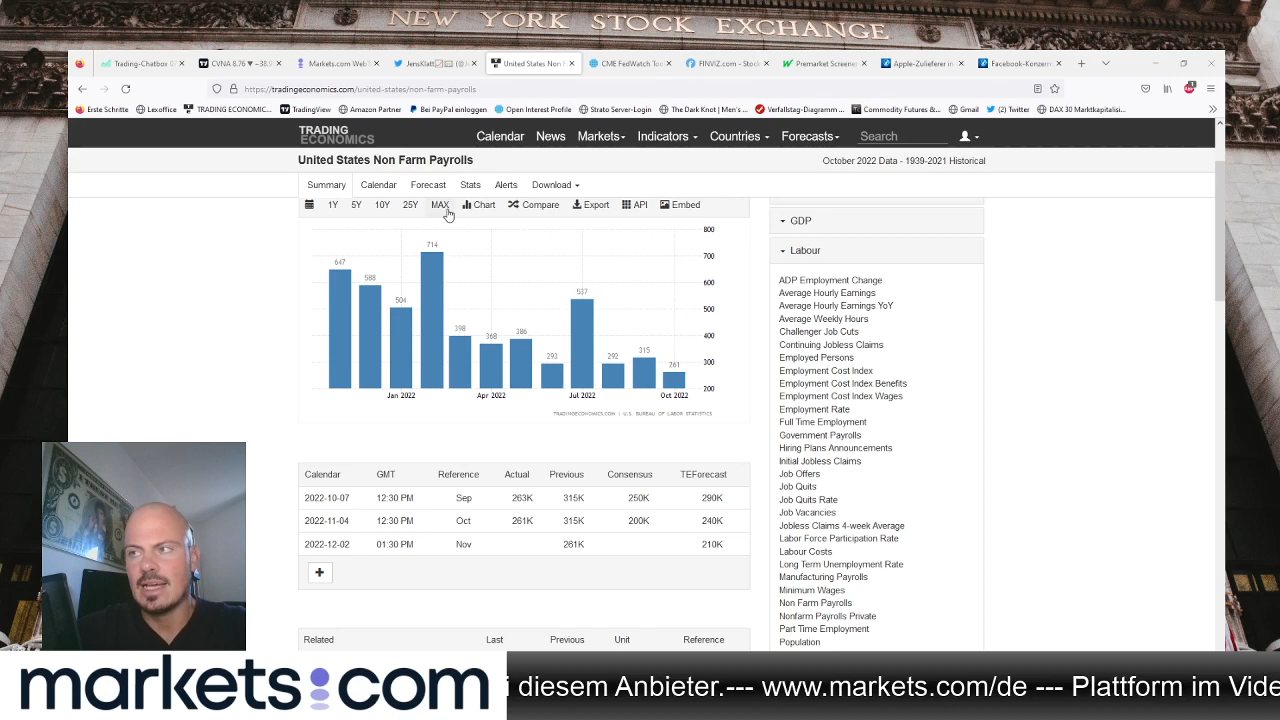 NEW YORK STOCK EXCHANGE
Trading-Chatbox
CVNA 8.76 ▼ −38.9
Markets.com WebT
JensKlatt
United States Non F
CME FedWatch Too
FINVIZ.com - Stock
Premarket Screener
Apple-Zulieferer in
Facebook-Konzern
https://tradingeconomics.com/united-states/non-farm-payrolls
Erste Schritte
Lexoffice
TRADING ECONOMIC...
TradingView
Amazon Partner
Bei PayPal einloggen
Open Interest Profile
Strato Server-Login
The Dark Knot | Men's ...
Verfallstag-Diagramm ...
Commodity Futures &...
Gmail
(2) Twitter
DAX 30 Marktkapitalisi...
TRADING
ECONOMICS
Calendar News Markets Indicators Countries Forecasts Search
United States Non Farm Payrolls
October 2022 Data - 1939-2021 Historical
Summary Calendar Forecast Stats Alerts Download
1Y 5Y 10Y 25Y MAX Chart Compare Export API Embed
800
700
600
500
400
300
200
647
588
504
714
398
368
386
293
537
292
315
261
Jan 2022 Apr 2022 Jul 2022 Oct 2022
TRADINGECONOMICS.COM | U.S. BUREAU OF LABOR STATISTICS
Calendar GMT Reference Actual Previous Consensus TEForecast
2022-10-07 12:30 PM Sep 263K 315K 250K 290K
2022-11-04 12:30 PM Oct 261K 315K 200K 240K
2022-12-02 01:30 PM Nov 261K 210K
+
Related Last Previous Unit Reference
GDP
Labour
ADP Employment Change
Average Hourly Earnings
Average Hourly Earnings YoY
Average Weekly Hours
Challenger Job Cuts
Continuing Jobless Claims
Employed Persons
Employment Cost Index
Employment Cost Index Benefits
Employment Cost Index Wages
Employment Rate
Full Time Employment
Government Payrolls
Hiring Plans Announcements
Initial Jobless Claims
Job Offers
Job Quits
Job Quits Rate
Job Vacancies
Jobless Claims 4-week Average
Labor Force Participation Rate
Labour Costs
Long Term Unemployment Rate
Manufacturing Payrolls
Minimum Wages
Non Farm Payrolls
Nonfarm Payrolls Private
Part Time Employment
Population
markets.com
i diesem Anbieter.--- www.markets.com/de --- Plattform im Vide